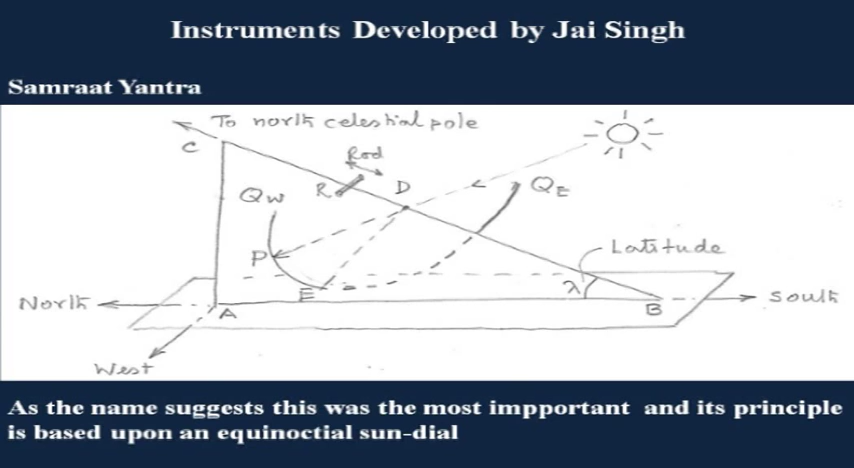 Instruments Developed by Jai Singh
Samraat Yantra
To north celestial pole
C
Rod
R
D
QW
QE
P
Latitude
E
λ
North
A
B
South
West
As the name suggests this was the most impportant and its principle
is based upon an equinoctial sun-dial